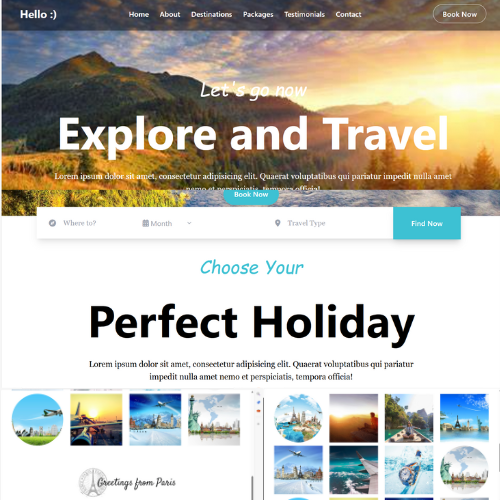 Hello :)
Home About Destinations Packages Testimonials Contact
Book Now
Let's go now
Explore and Travel
Lorem ipsum dolor sit amet, consectetur adipisicing elit. Quaerat voluptatibus qui pariatur impedit nulla amet
nemo et perspiciatis, tempora officia!
Book Now
Where to?
Month
Travel Type
Find Now
Choose Your
Perfect Holiday
Lorem ipsum dolor sit amet, consectetur adipisicing elit. Quaerat voluptatibus qui pariatur
impedit nulla amet nemo et perspiciatis, tempora officia!
Greetings from Paris